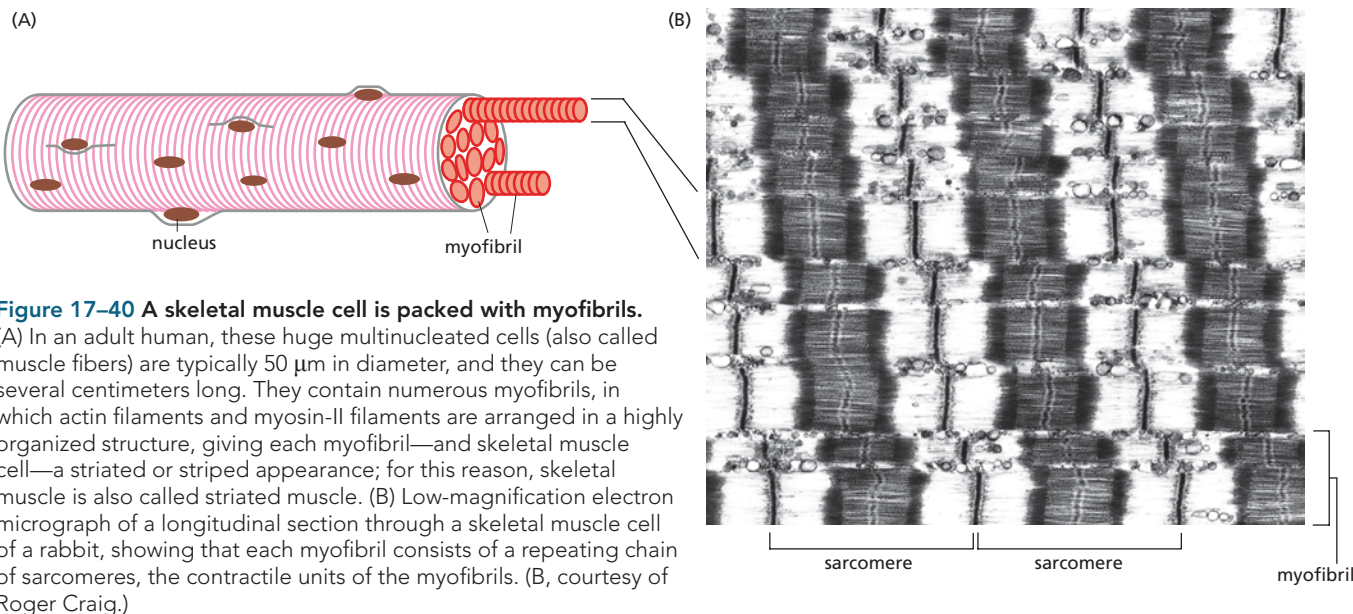 (A)
(B)
nucleus
myofibril
Figure 17–40 A skeletal muscle cell is packed with myofibrils.
(A) In an adult human, these huge multinucleated cells (also called
muscle fibers) are typically 50 μm in diameter, and they can be
several centimeters long. They contain numerous myofibrils, in
which actin filaments and myosin-II filaments are arranged in a highly
organized structure, giving each myofibril—and skeletal muscle
cell—a striated or striped appearance; for this reason, skeletal
muscle is also called striated muscle. (B) Low-magnification electron
micrograph of a longitudinal section through a skeletal muscle cell
of a rabbit, showing that each myofibril consists of a repeating chain
of sarcomeres, the contractile units of the myofibrils. (B, courtesy of
Roger Craig.)
sarcomere
sarcomere
myofibril